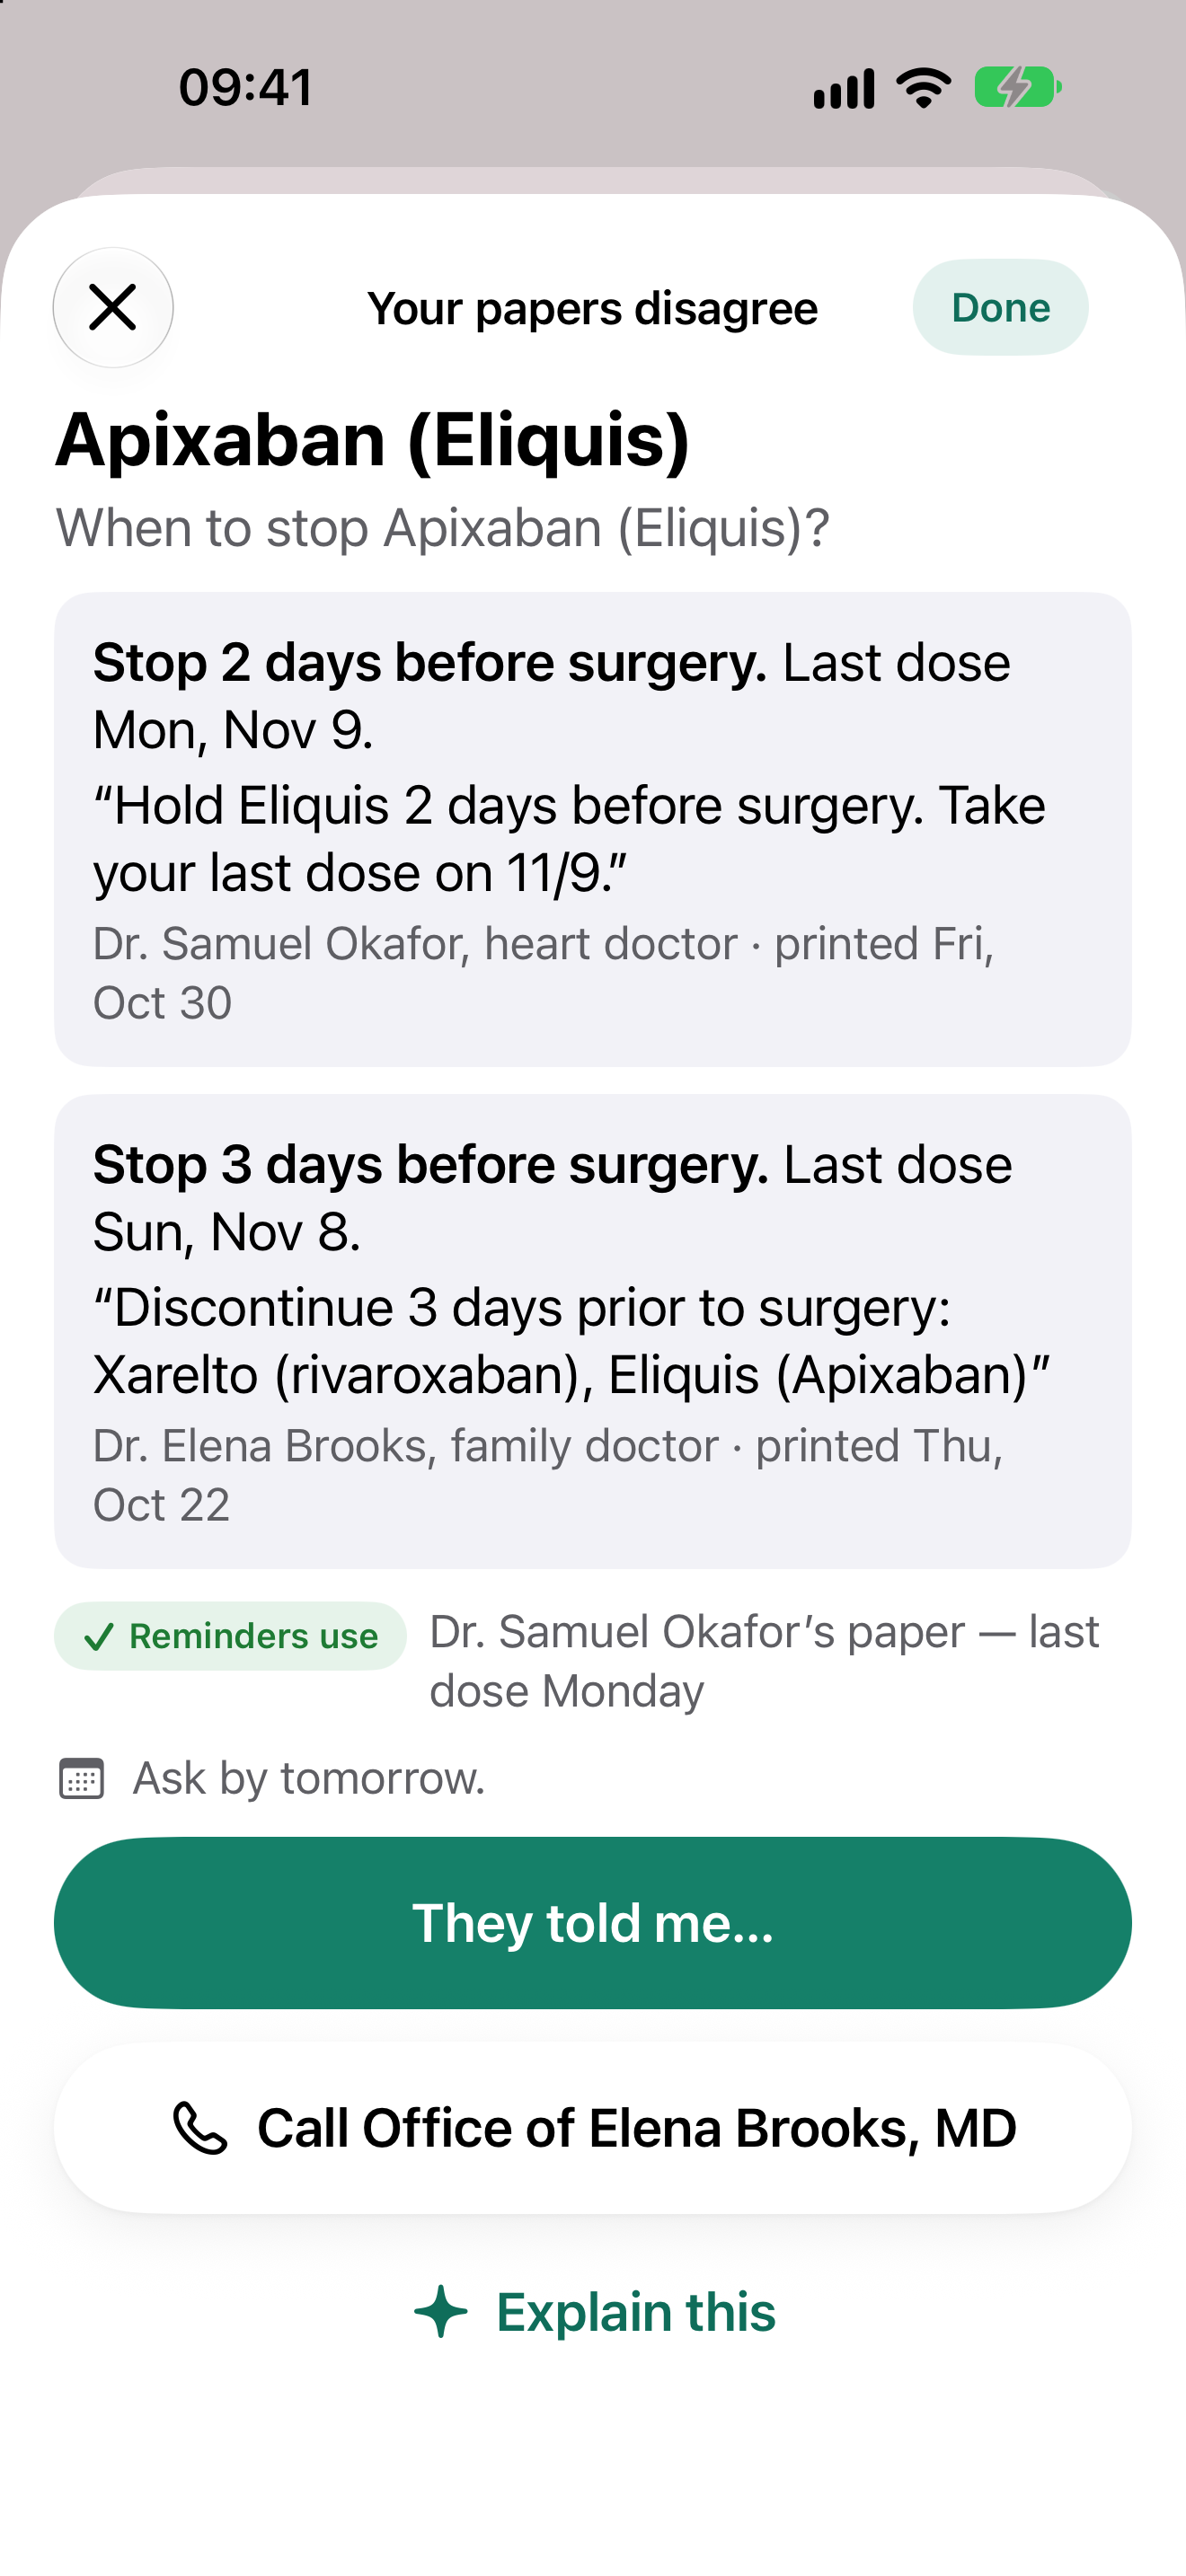 09:41
Your papers disagree
Done
Apixaban (Eliquis)
When to stop Apixaban (Eliquis)?
Stop 2 days before surgery. Last dose
Mon, Nov 9.
“Hold Eliquis 2 days before surgery. Take
your last dose on 11/9.”
Dr. Samuel Okafor, heart doctor · printed Fri,
Oct 30
Stop 3 days before surgery. Last dose
Sun, Nov 8.
“Discontinue 3 days prior to surgery:
Xarelto (rivaroxaban), Eliquis (Apixaban)”
Dr. Elena Brooks, family doctor · printed Thu,
Oct 22
Reminders use
Dr. Samuel Okafor’s paper — last
dose Monday
Ask by tomorrow.
They told me...
Call Office of Elena Brooks, MD
Explain this